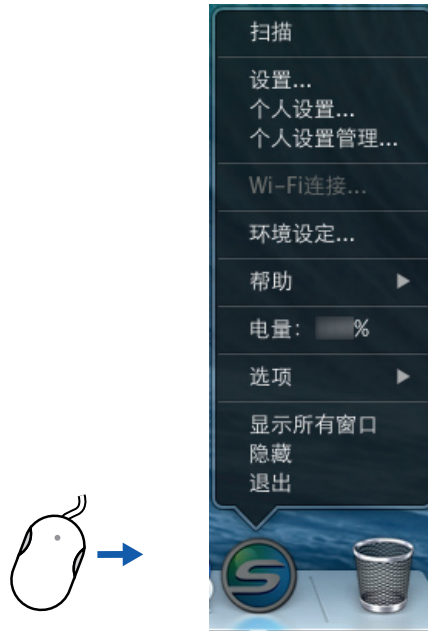 扫描
设置...
个人设置...
个人设置管理...
Wi-Fi连接...
环境设定...
帮助
电量： %
选项
显示所有窗口
隐藏
退出